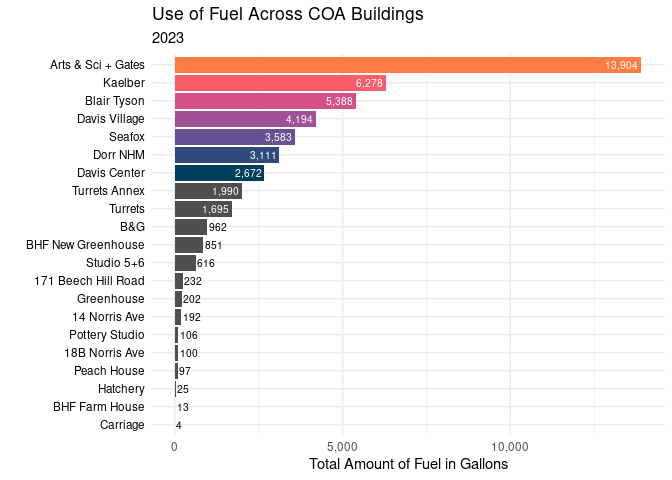 Use of Fuel Across COA Buildings
2023
Arts & Sci + Gates 13,904
Kaelber 6,278
Blair Tyson 5,388
Davis Village 4,194
Seafox 3,583
Dorr NHM 3,111
Davis Center 2,672
Turrets Annex 1,990
Turrets 1,695
B&G 962
BHF New Greenhouse 851
Studio 5+6 616
171 Beech Hill Road 232
Greenhouse 202
14 Norris Ave 192
Pottery Studio 106
18B Norris Ave 100
Peach House 97
Hatchery 25
BHF Farm House 13
Carriage 4
0 5,000 10,000
Total Amount of Fuel in Gallons